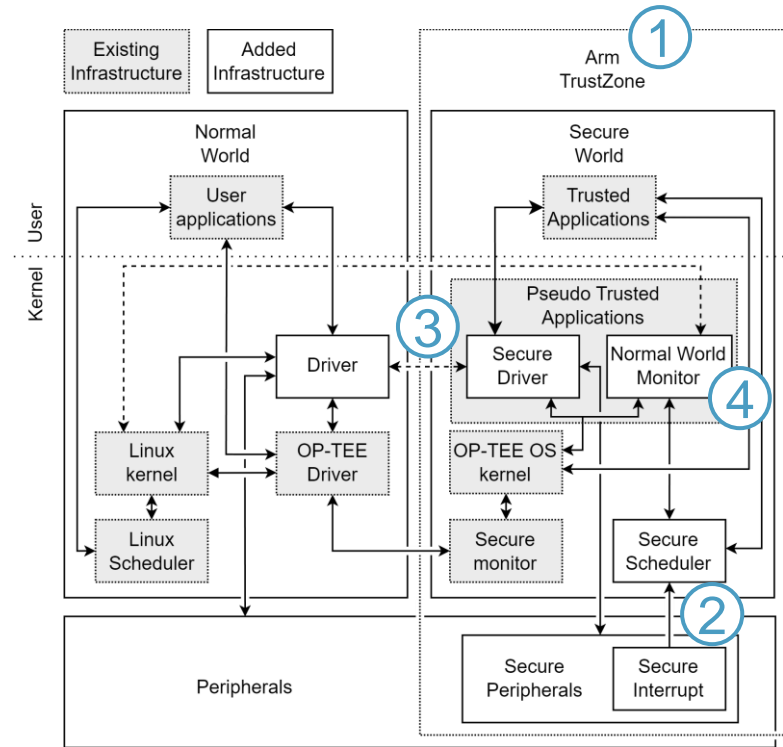 Existing
Infrastructure
Added
Infrastructure
1
Arm
TrustZone
Normal
World
Secure
World
User
Kernel
User
applications
Trusted
Applications
Pseudo Trusted
Applications
3
Driver
Secure
Driver
Normal World
Monitor
4
Linux
kernel
OP-TEE
Driver
OP-TEE OS
kernel
Linux
Scheduler
Secure
monitor
Secure
Scheduler
2
Peripherals
Secure
Peripherals
Secure
Interrupt